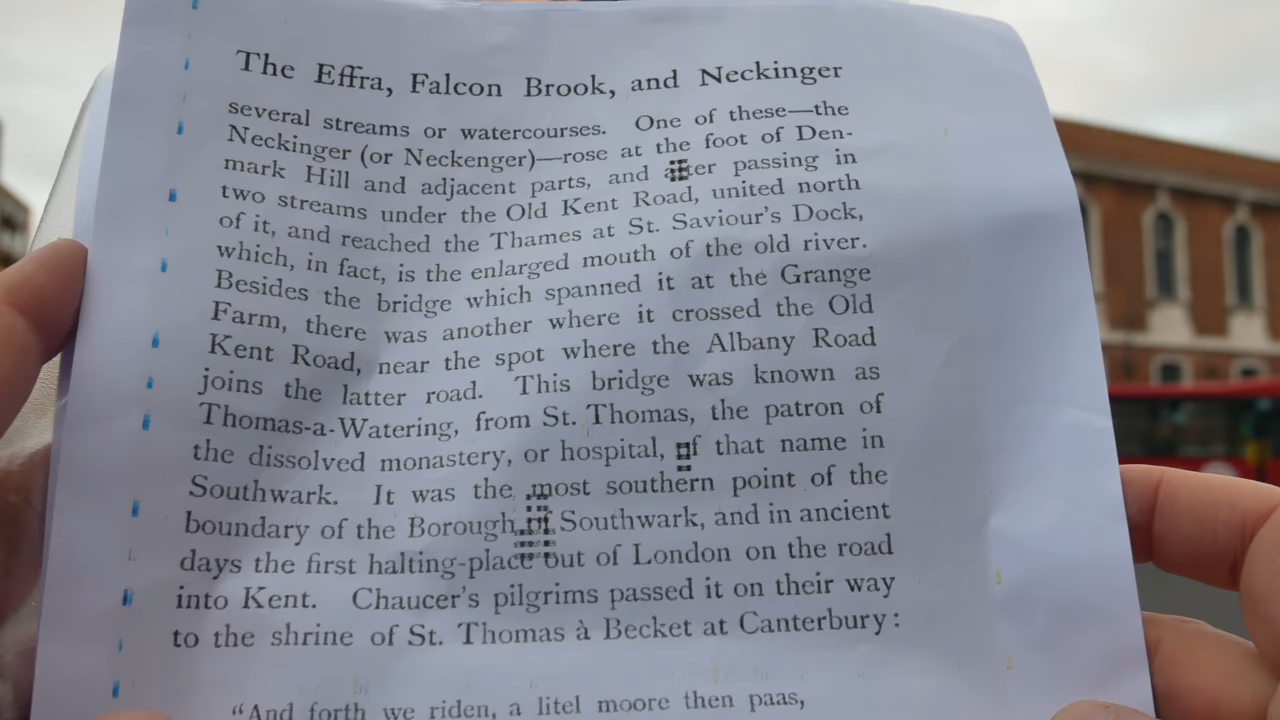 The Effra, Falcon Brook, and Neckinger
several streams or watercourses. One of these—the
Neckinger (or Neckenger)—rose at the foot of Den-
mark Hill and adjacent parts, and after passing in
two streams under the Old Kent Road, united north
of it, and reached the Thames at St. Saviour's Dock,
which, in fact, is the enlarged mouth of the old river.
Besides the bridge which spanned it at the Grange
Farm, there was another where it crossed the Old
Kent Road, near the spot where the Albany Road
joins the latter road. This bridge was known as
Thomas-a-Watering, from St. Thomas, the patron of
the dissolved monastery, or hospital, of that name in
Southwark. It was the most southern point of the
boundary of the Borough of Southwark, and in ancient
days the first halting-place out of London on the road
into Kent. Chaucer's pilgrims passed it on their way
to the shrine of St. Thomas à Becket at Canterbury:
"And forth we riden, a litel moore then paas,